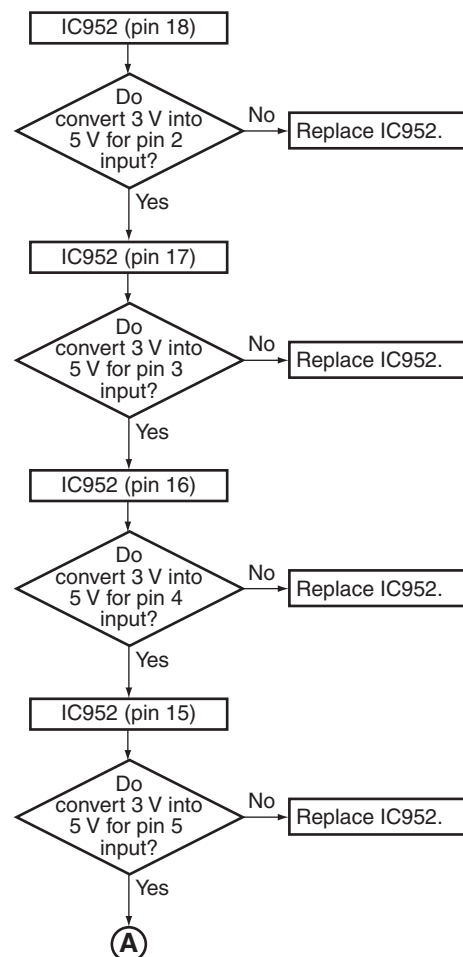 IC952 (pin 18)
Do
convert 3 V into
5 V for pin 2
input?
No
Replace IC952.
Yes
IC952 (pin 17)
Do
convert 3 V into
5 V for pin 3
input?
No
Replace IC952.
Yes
IC952 (pin 16)
Do
convert 3 V into
5 V for pin 4
input?
No
Replace IC952.
Yes
IC952 (pin 15)
Do
convert 3 V into
5 V for pin 5
input?
No
Replace IC952.
Yes
A